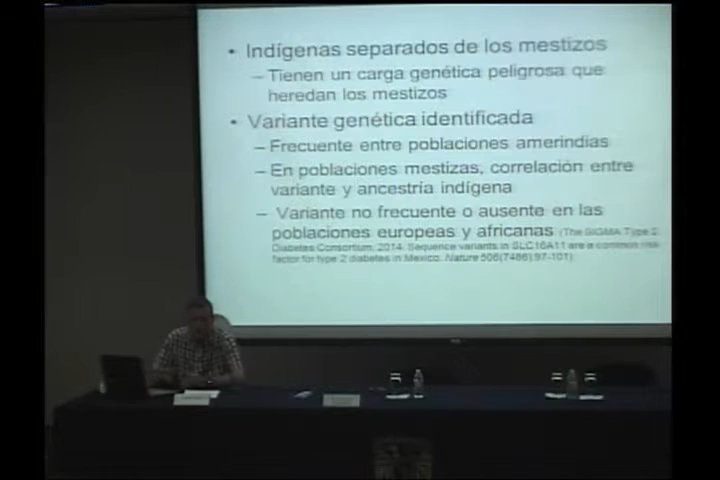 • Indígenas separados de los mestizos
– Tienen un carga genética peligrosa que
heredan los mestizos
• Variante genética identificada
– Frecuente entre poblaciones amerindias
– En poblaciones mestizas, correlación entre
variante y ancestría indígena
– Variante no frecuente o ausente en las
poblaciones europeas y africanas (The SIGMA Type 2
Diabetes Consortium. 2014. Sequence variants in SLC16A11 are a common risk
factor for type 2 diabetes in Mexico. Nature 506(7486):97-101)